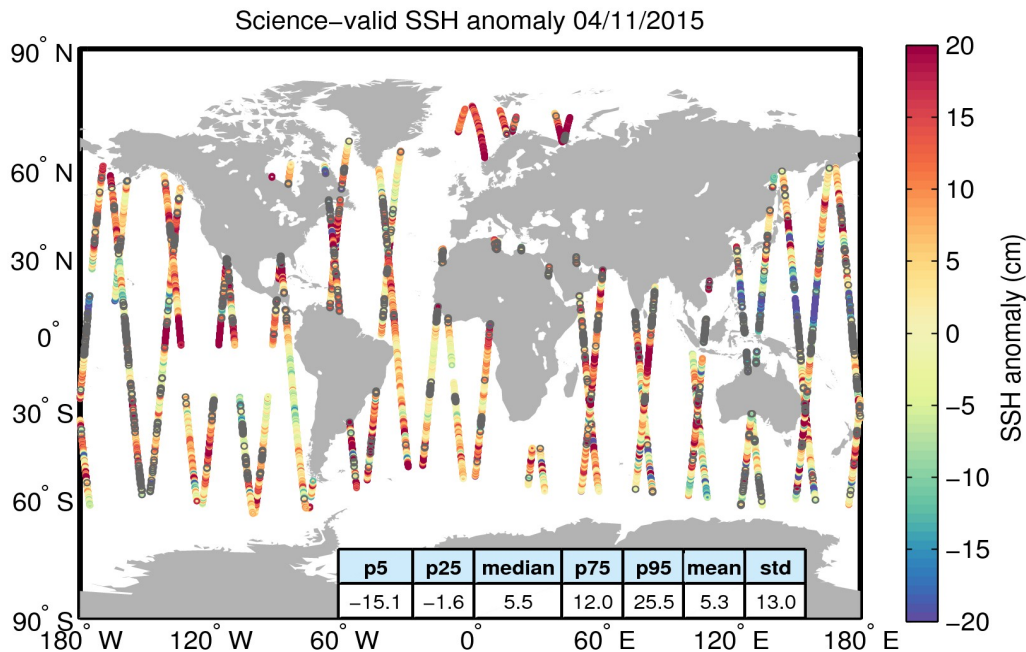 Science−valid SSH anomaly 04/11/2015
90° N
60° N
30° N
0°
30° S
60° S
90° S
180° W 120° W 60° W 0° 60° E 120° E 180° E
p5 p25 median p75 p95 mean std
−15.1 −1.6 5.5 12.0 25.5 5.3 13.0
20
15
10
5
0
−5
−10
−15
−20
SSH anomaly (cm)